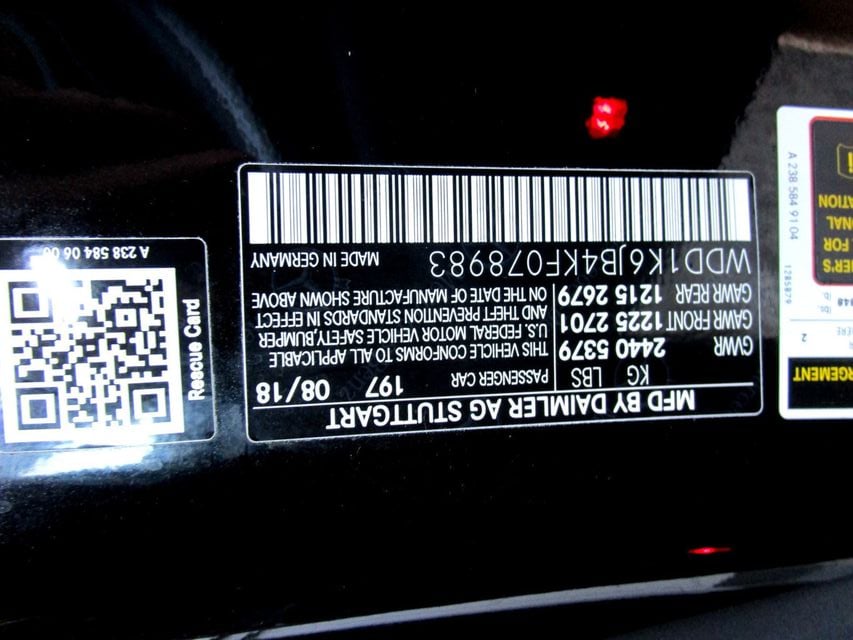 MFD BY DAIMLER AG STUTTGART
KG LBS
GWR 2440 5379
GAWR FRONT 1225 2701
GAWR REAR 1215 2679
PASSENGER CAR 197 08/18
THIS VEHICLE CONFORMS TO ALL APPLICABLE
U.S.FEDERAL MOTOR VEHICLE SAFETY,BUMPER
AND THEFT PREVENTION STANDARDS IN EFFECT
ON THE DATE OF MANUFACTURE SHOWN ABOVE
WDD1K6JB4KF078983 MADE IN GERMANY
Rescue Card
A 238 584 06 00
A 238 584 91 04
1285879
2